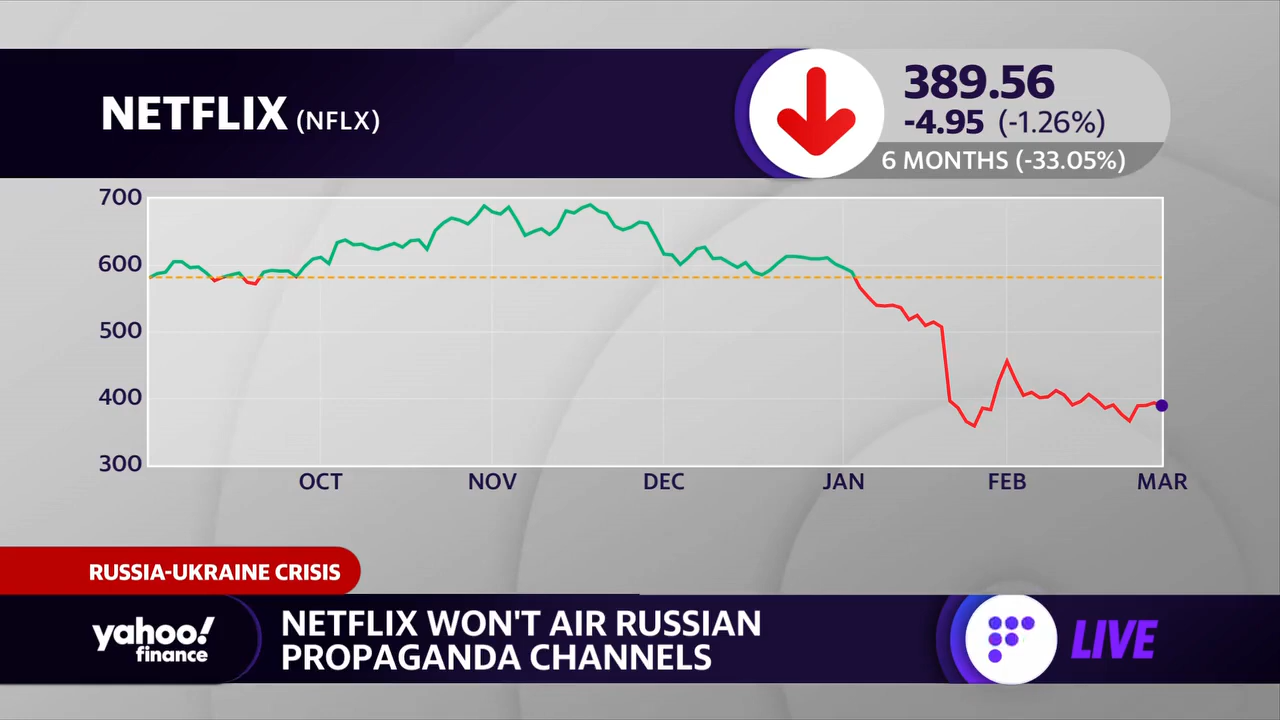 NETFLIX (NFLX)
389.56
-4.95 (-1.26%)
6 MONTHS (-33.05%)
700
600
500
400
300
OCT NOV DEC JAN FEB MAR
RUSSIA-UKRAINE CRISIS
yahoo!
finance
NETFLIX WON'T AIR RUSSIAN
PROPAGANDA CHANNELS
LIVE